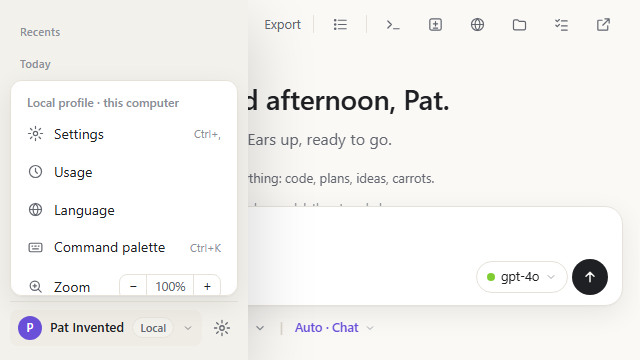 Recents
Today
Local profile · this computer
Settings Ctrl+,
Usage
Language
Command palette Ctrl+K
Zoom − 100% +
P Pat Invented Local
Export
d afternoon, Pat.
Ears up, ready to go.
ything: code, plans, ideas, carrots.
gpt-4o
Auto · Chat